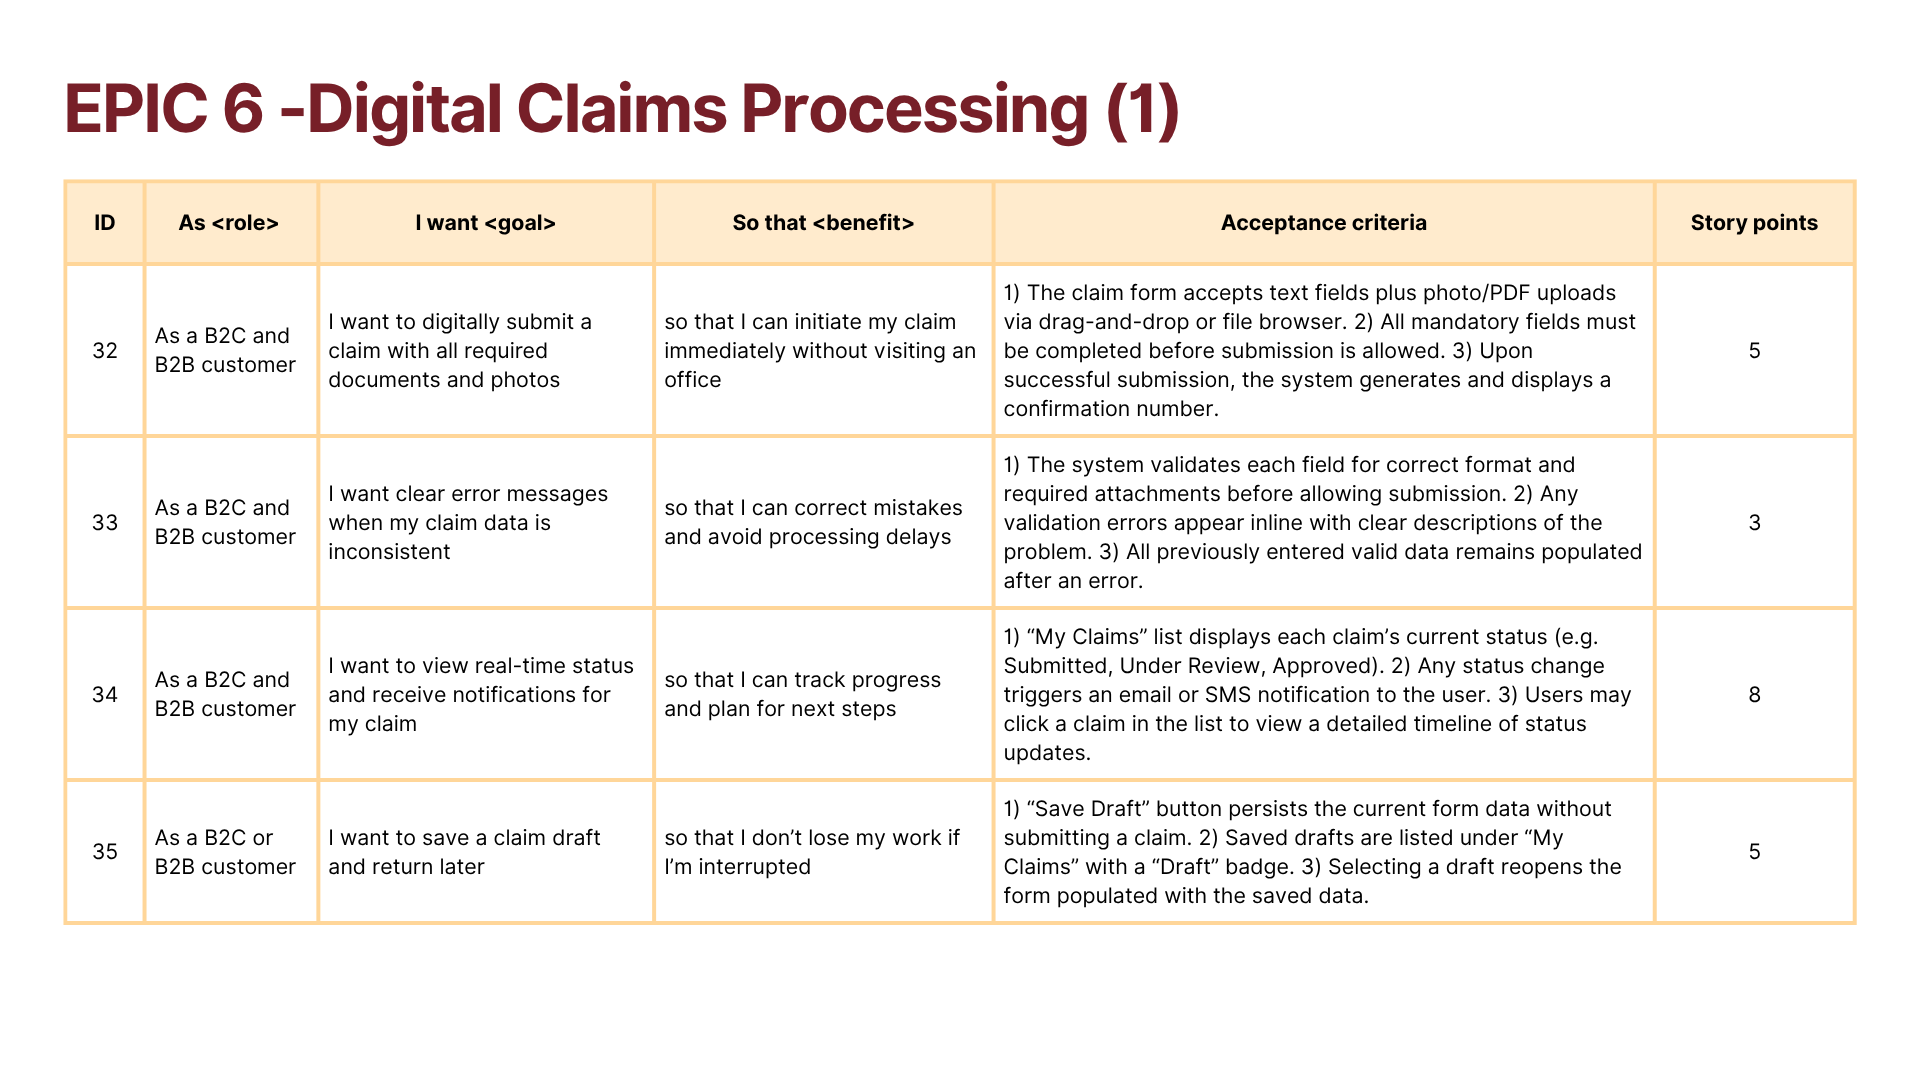 EPIC 6 -Digital Claims Processing (1)
ID
As <role>
I want <goal>
So that <benefit>
Acceptance criteria
Story points
32
As a B2C and
B2B customer
I want to digitally submit a
claim with all required
documents and photos
so that I can initiate my claim
immediately without visiting an
office
1) The claim form accepts text fields plus photo/PDF uploads
via drag-and-drop or file browser. 2) All mandatory fields must
be completed before submission is allowed. 3) Upon
successful submission, the system generates and displays a
confirmation number.
5
33
As a B2C and
B2B customer
I want clear error messages
when my claim data is
inconsistent
so that I can correct mistakes
and avoid processing delays
1) The system validates each field for correct format and
required attachments before allowing submission. 2) Any
validation errors appear inline with clear descriptions of the
problem. 3) All previously entered valid data remains populated
after an error.
3
34
As a B2C and
B2B customer
I want to view real-time status
and receive notifications for
my claim
so that I can track progress
and plan for next steps
1) “My Claims” list displays each claim’s current status (e.g.
Submitted, Under Review, Approved). 2) Any status change
triggers an email or SMS notification to the user. 3) Users may
click a claim in the list to view a detailed timeline of status
updates.
8
35
As a B2C or
B2B customer
I want to save a claim draft
and return later
so that I don’t lose my work if
I’m interrupted
1) “Save Draft” button persists the current form data without
submitting a claim. 2) Saved drafts are listed under “My
Claims” with a “Draft” badge. 3) Selecting a draft reopens the
form populated with the saved data.
5